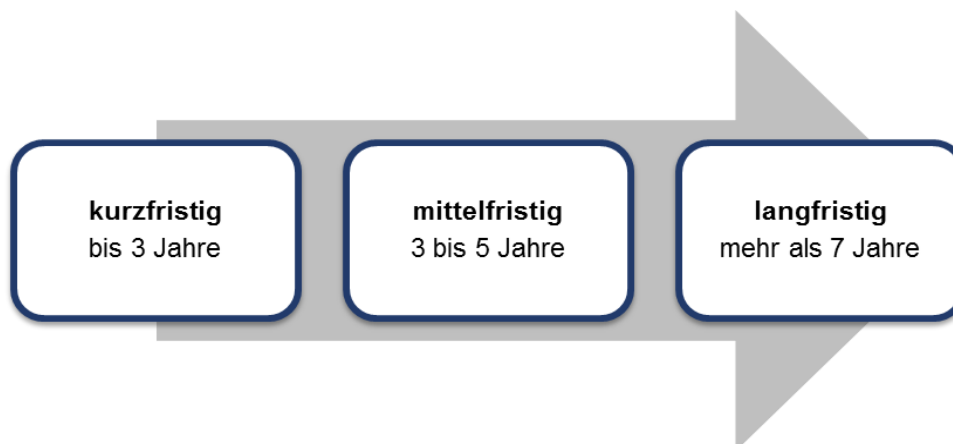 kurzfristig
bis 3 Jahre
mittelfristig
3 bis 5 Jahre
langfristig
mehr als 7 Jahre